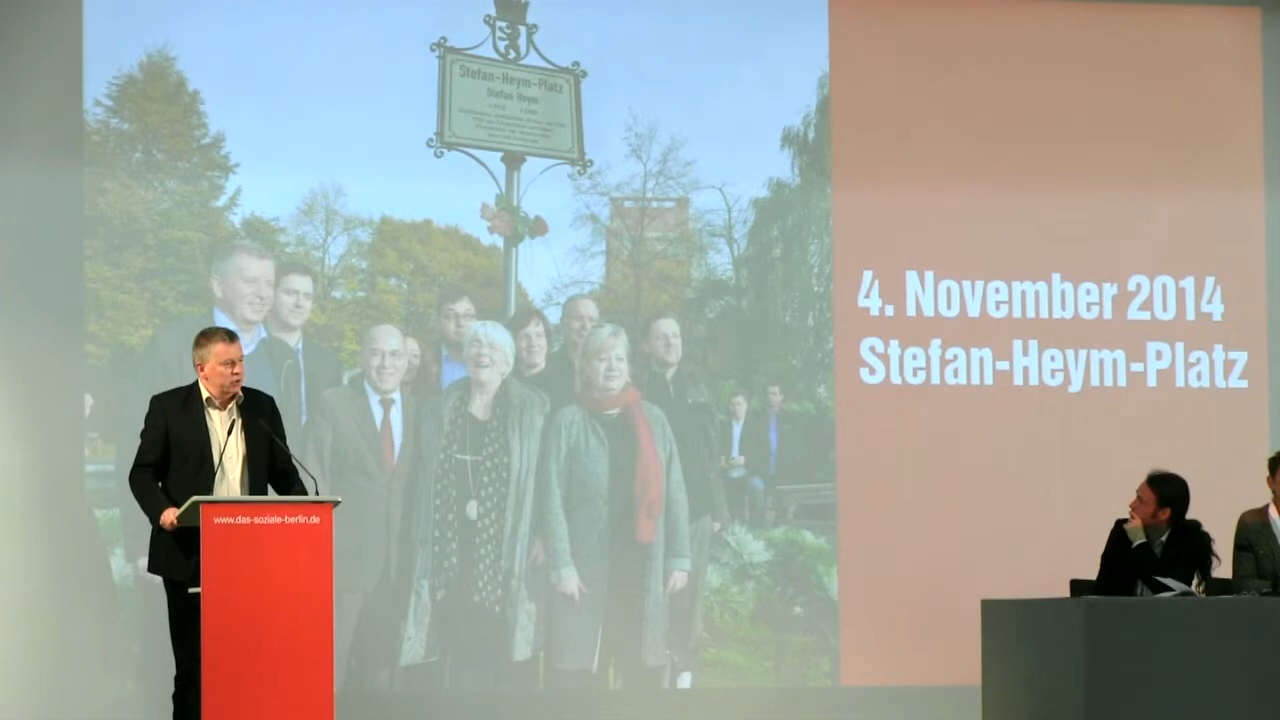 Stefan-Heym-Platz
Stefan Heym
4. November 2014
Stefan-Heym-Platz
www.das-soziale-berlin.de